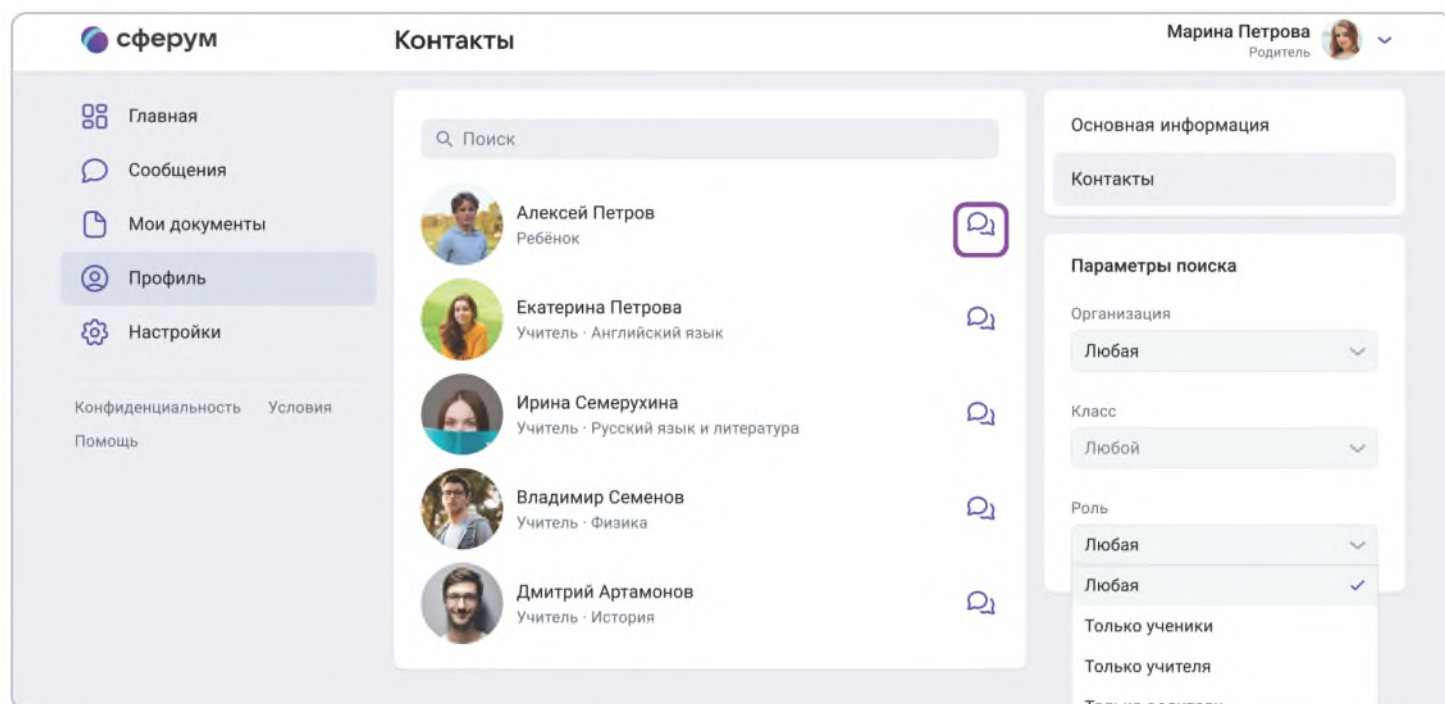 сферум
Контакты
Марина Петрова
Родитель
Главная
Сообщения
Мои документы
Профиль
Настройки
Конфиденциальность Условия
Помощь
Поиск
Алексей Петров
Ребёнок
Екатерина Петрова
Учитель · Английский язык
Ирина Семерухина
Учитель · Русский язык и литература
Владимир Семенов
Учитель · Физика
Дмитрий Артамонов
Учитель · История
Основная информация
Контакты
Параметры поиска
Организация
Любая
Класс
Любой
Роль
Любая
Любая
Только ученики
Только учителя
Только родители